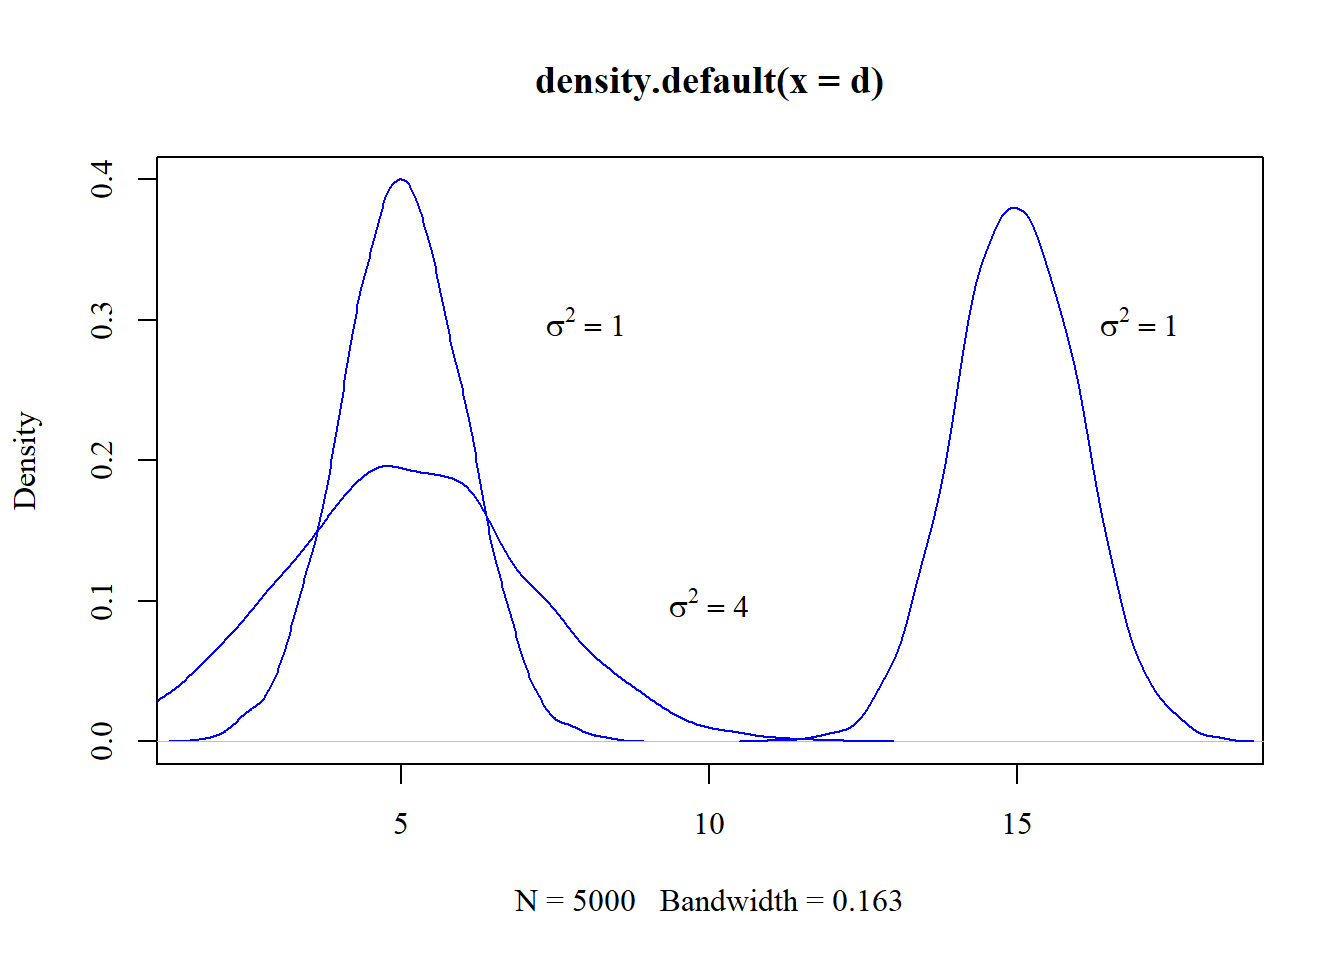 density.default(x = d)
0.4
0.3
0.2
0.1
0.0
Density
σ² = 1
σ² = 1
σ² = 4
5 10 15
N = 5000 Bandwidth = 0.163